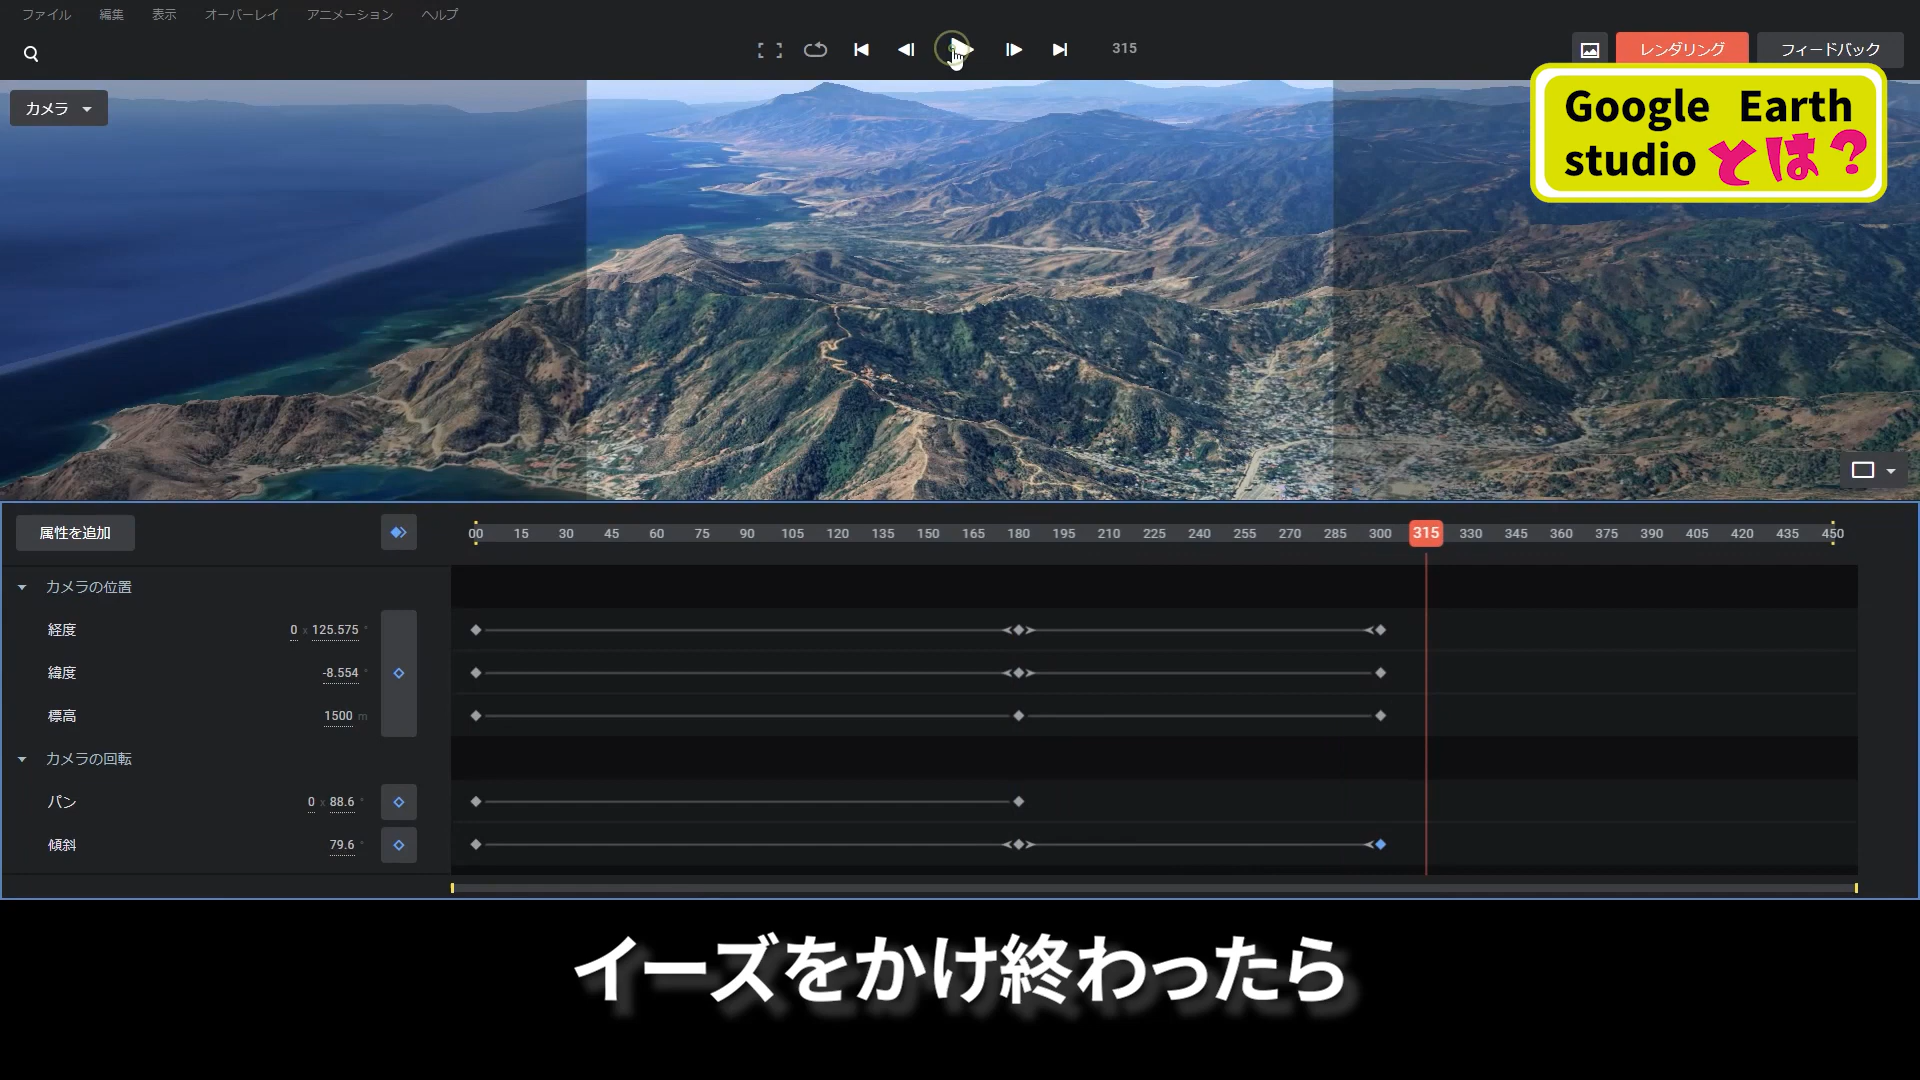 ファイル 編集 表示 オーバーレイ アニメーション ヘルプ
315
レンダリング フィードバック
カメラ
Google Earth
studio とは?
属性を追加
00 15 30 45 60 75 90 105 120 135 150 165 180 195 210 225 240 255 270 285 300 315 330 345 360 375 390 405 420 435 450
カメラの位置
経度 0 x 125.575 °
緯度 -8.554 °
標高 1500 m
カメラの回転
パン 0 x 88.6 °
傾斜 79.6 °
イーズをかけ終わったら